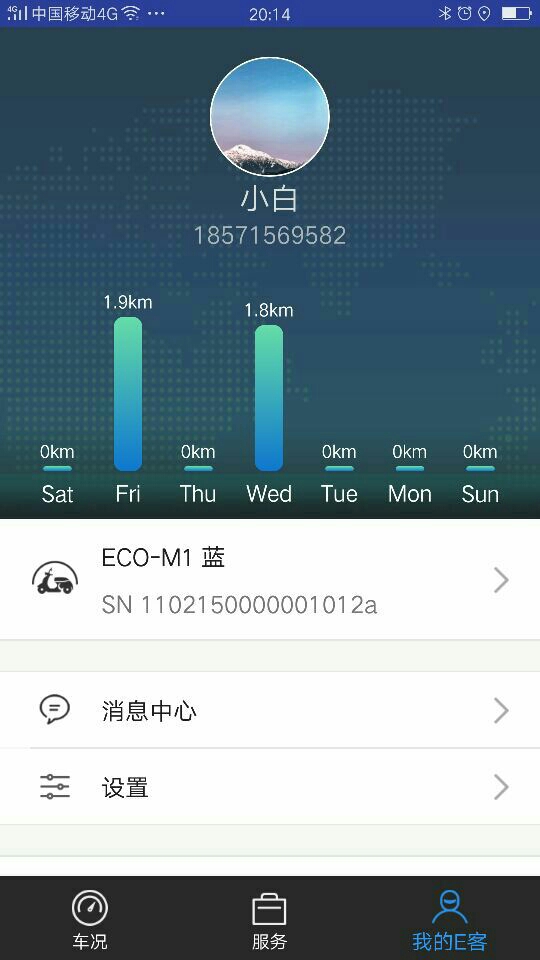 4G 中国移动4G ··· 20:14
小白
18571569582
1.9km 1.8km
0km 0km 0km 0km 0km
Sat Fri Thu Wed Tue Mon Sun
ECO-M1 蓝
SN 1102150000001012a
消息中心
设置
车况 服务 我的E客